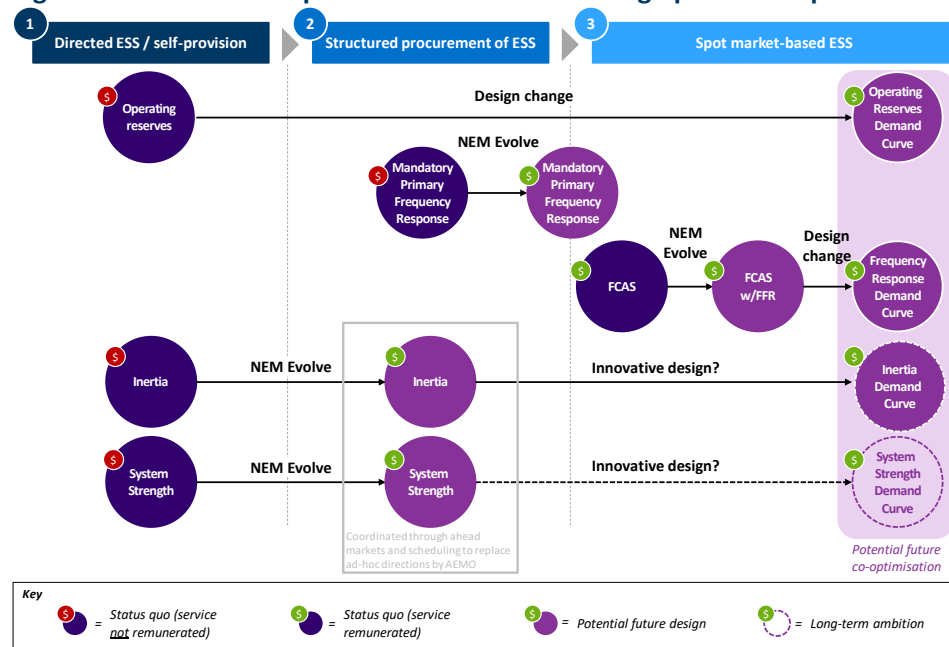 1
Directed ESS / self-provision
2
Structured procurement of ESS
3
Spot market-based ESS
$
Operating
reserves
Design change
$
Operating
Reserves
Demand
Curve
$
Mandatory
Primary
Frequency
Response
NEM Evolve
$
Mandatory
Primary
Frequency
Response
$
FCAS
NEM
Evolve
$
FCAS
w/FFR
Design
change
$
Frequency
Response
Demand
Curve
$
Inertia
NEM Evolve
$
Inertia
Innovative design?
$
Inertia
Demand
Curve
$
System
Strength
NEM Evolve
$
System
Strength
Innovative design?
$
System
Strength
Demand
Curve
Coordinated through ahead
markets and scheduling to replace
ad-hoc directions by AEMO
Potential future
co-optimisation
Key
$
= Status quo (service
not remunerated)
$
= Status quo (service
remunerated)
$
= Potential future design
$
= Long-term ambition